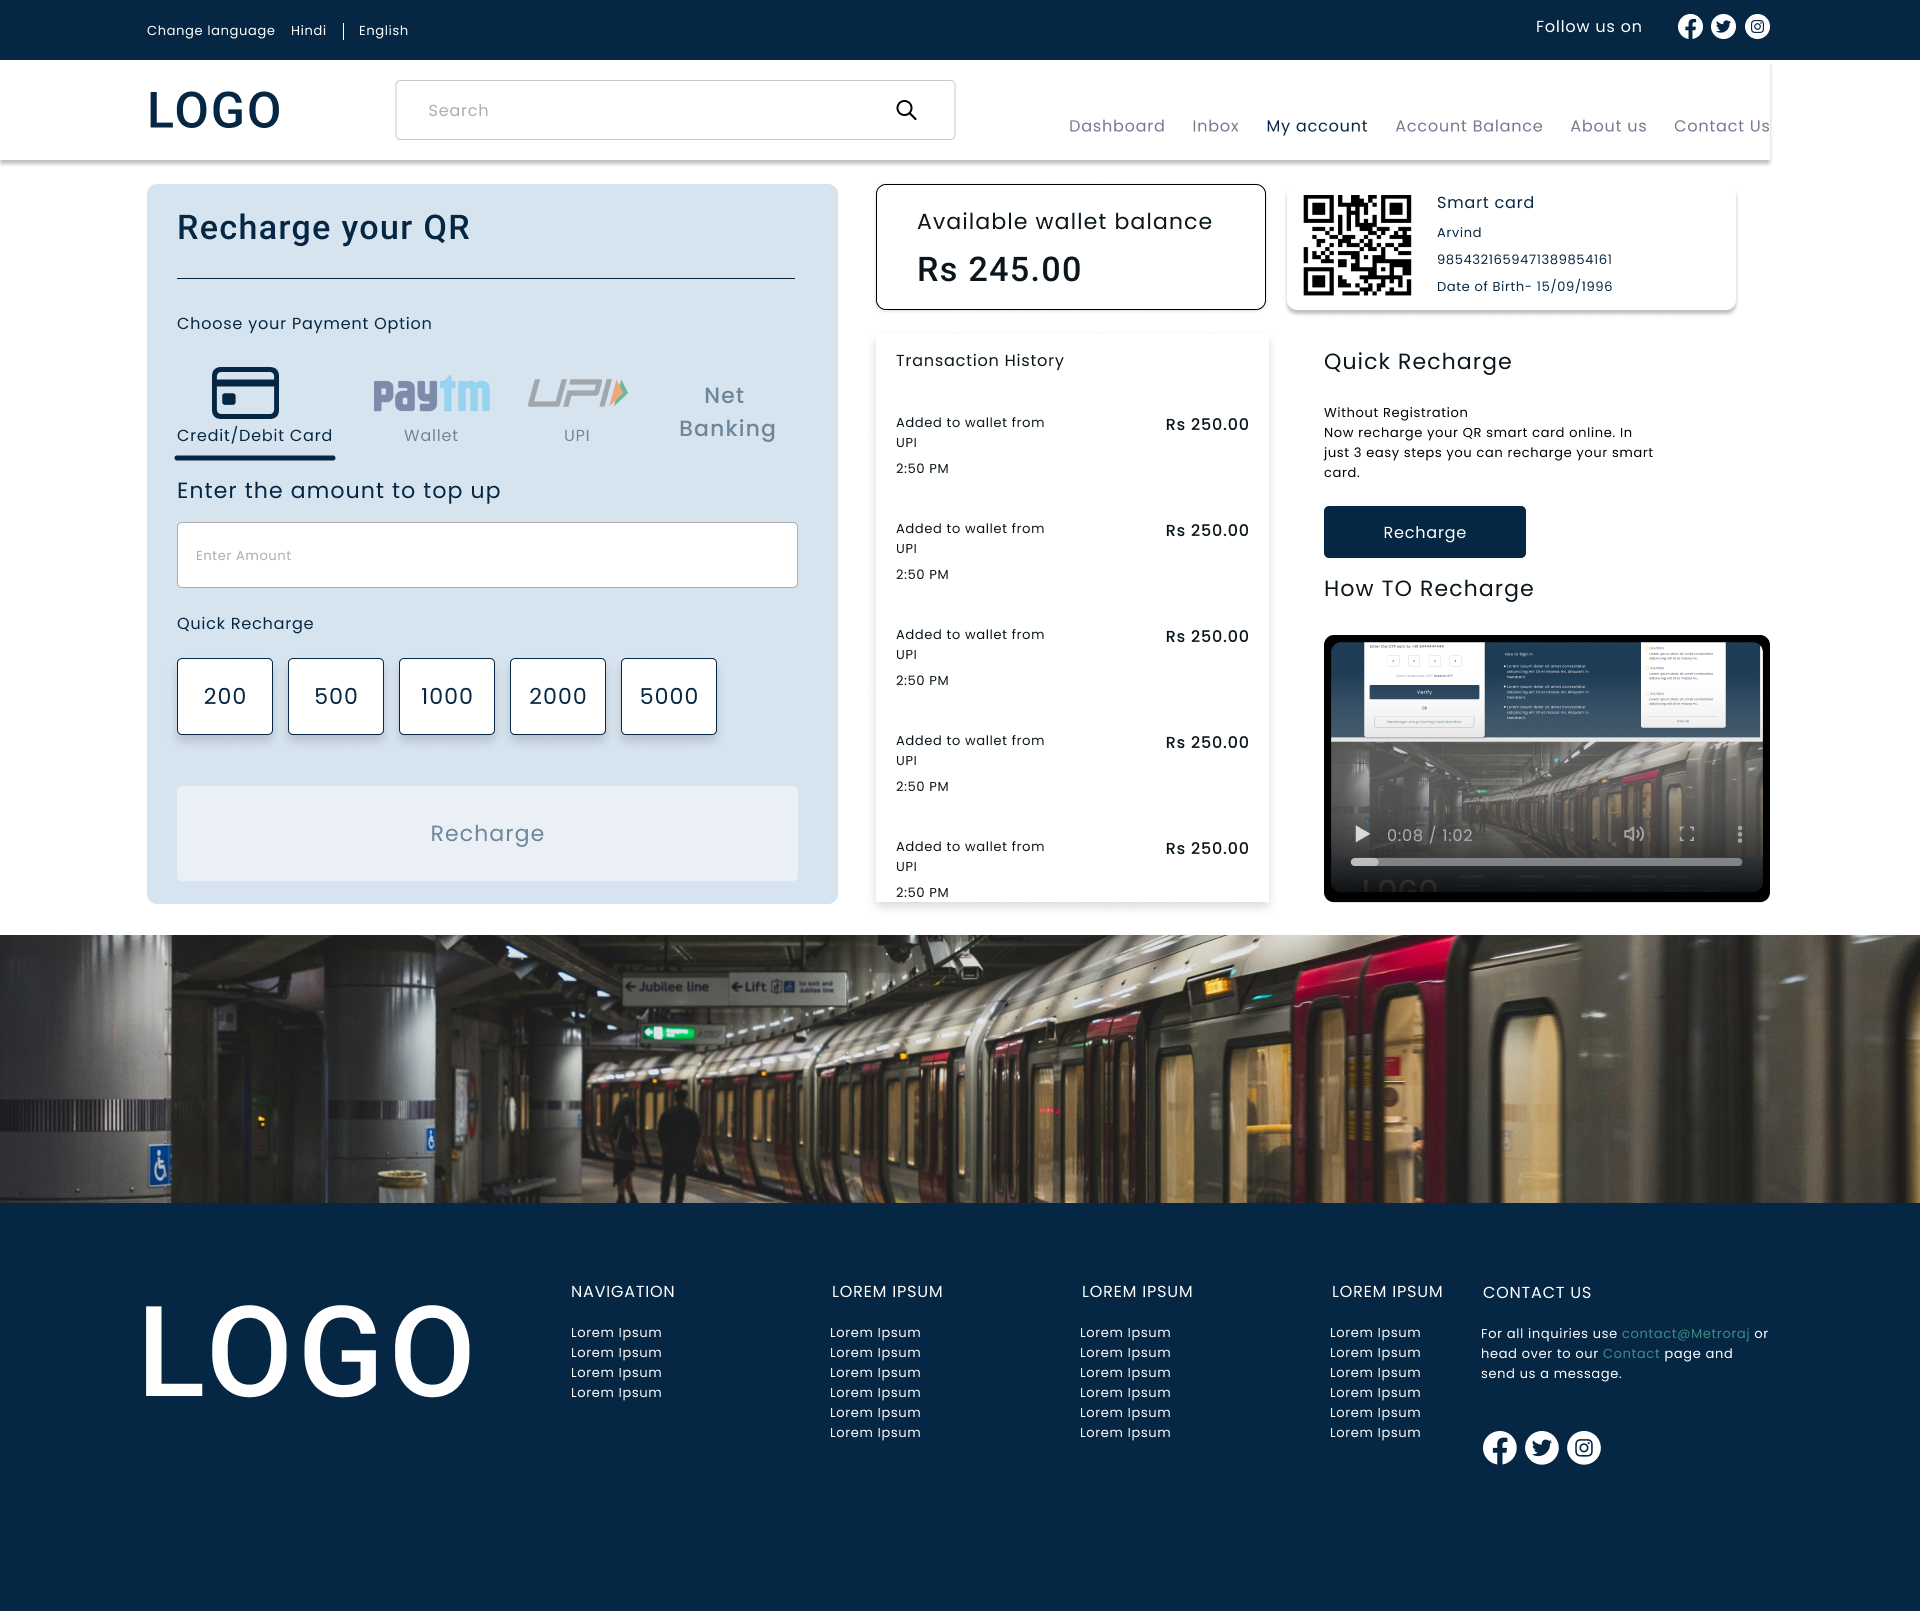 Change language Hindi | English
Follow us on
LOGO
Search
Dashboard Inbox My account Account Balance About us Contact Us
Recharge your QR
Choose your Payment Option
paytm
UPI
Net
Banking
Credit/Debit Card
Wallet
UPI
Enter the amount to top up
Enter Amount
Quick Recharge
200 500 1000 2000 5000
Recharge
Available wallet balance
Rs 245.00
Smart card
Arvind
9854321659471389854161
Date of Birth- 15/09/1996
Transaction History
Added to wallet from
UPI
2:50 PM
Rs 250.00
Added to wallet from
UPI
2:50 PM
Rs 250.00
Added to wallet from
UPI
2:50 PM
Rs 250.00
Added to wallet from
UPI
2:50 PM
Rs 250.00
Added to wallet from
UPI
2:50 PM
Rs 250.00
Quick Recharge
Without Registration
Now recharge your QR smart card online. In
just 3 easy steps you can recharge your smart
card.
Recharge
How TO Recharge
Verify
0:08 / 1:02
LOGO
Jubilee line
Lift
to exit and
Jubilee line
LOGO
NAVIGATION
Lorem Ipsum
Lorem Ipsum
Lorem Ipsum
Lorem Ipsum
LOREM IPSUM
Lorem Ipsum
Lorem Ipsum
Lorem Ipsum
Lorem Ipsum
Lorem Ipsum
Lorem Ipsum
LOREM IPSUM
Lorem Ipsum
Lorem Ipsum
Lorem Ipsum
Lorem Ipsum
Lorem Ipsum
Lorem Ipsum
LOREM IPSUM
Lorem Ipsum
Lorem Ipsum
Lorem Ipsum
Lorem Ipsum
Lorem Ipsum
Lorem Ipsum
CONTACT US
For all inquiries use contact@Metroraj or
head over to our Contact page and
send us a message.